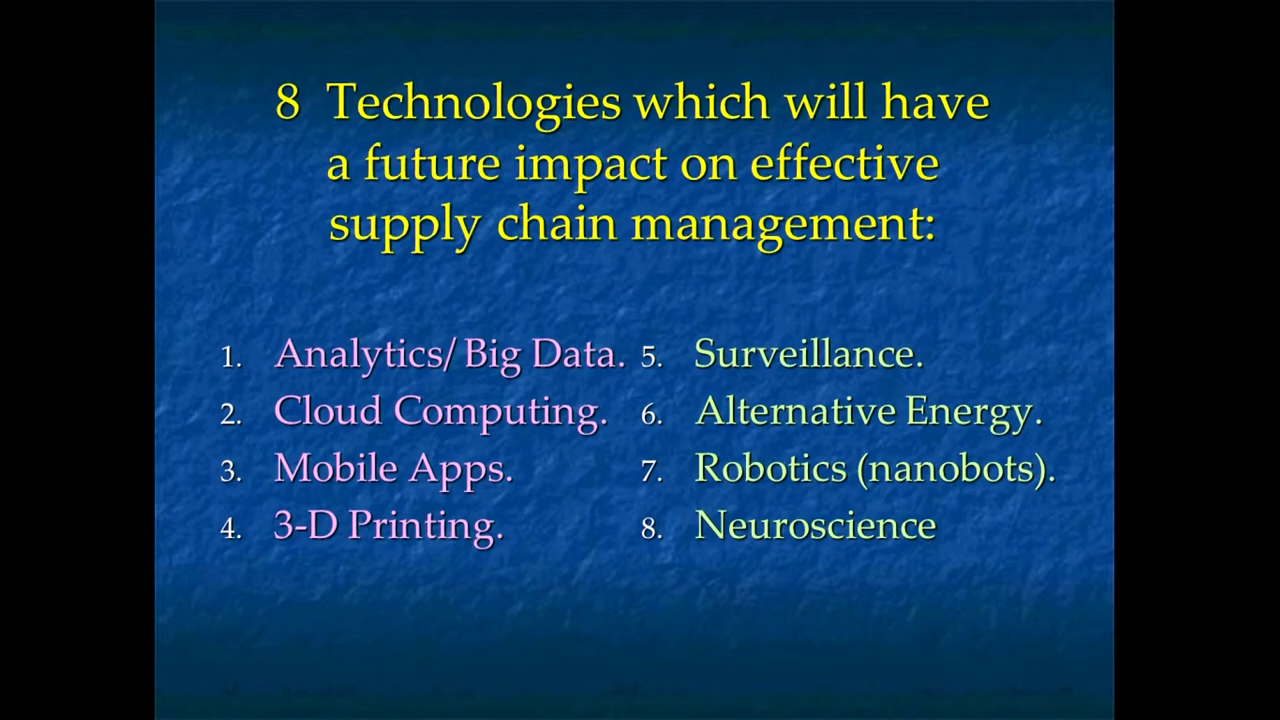 8 Technologies which will have
a future impact on effective
supply chain management:
1. Analytics/ Big Data.
2. Cloud Computing.
3. Mobile Apps.
4. 3-D Printing.
5. Surveillance.
6. Alternative Energy.
7. Robotics (nanobots).
8. Neuroscience